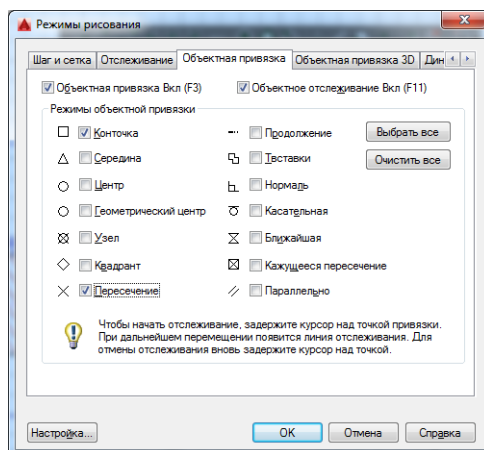 Режимы рисования
Шаг и сетка Отслеживание Объектная привязка Объектная привязка 3D Дин
Объектная привязка Вкл (F3) Объектное отслеживание Вкл (F11)
Режимы объектной привязки
Конточка Продолжение Выбрать все
Середина Твставки Очистить все
Центр Нормаль
Геометрический центр Касательная
Узел Ближайшая
Квадрант Кажущееся пересечение
Пересечение Параллельно
Чтобы начать отслеживание, задержите курсор над точкой привязки.
При дальнейшем перемещении появится линия отслеживания. Для
отмены отслеживания вновь задержите курсор над точкой.
Настройка... ОК Отмена Справка